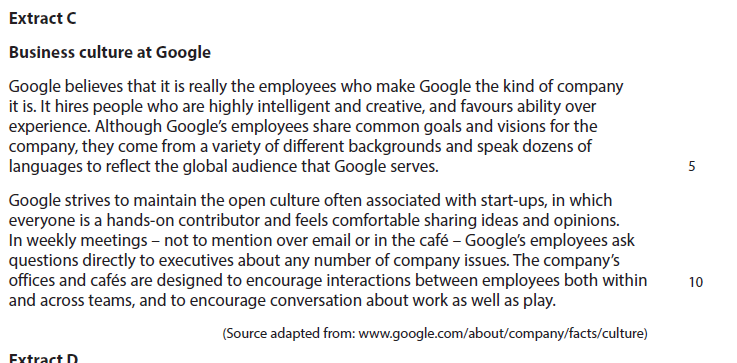 Extract C
Business culture at Google
Google believes that it is really the employees who make Google the kind of company
it is. It hires people who are highly intelligent and creative, and favours ability over
experience. Although Google's employees share common goals and visions for the
company, they come from a variety of different backgrounds and speak dozens of
languages to reflect the global audience that Google serves. 5
Google strives to maintain the open culture often associated with start-ups, in which
everyone is a hands-on contributor and feels comfortable sharing ideas and opinions.
In weekly meetings – not to mention over email or in the café – Google's employees ask
questions directly to executives about any number of company issues. The company's
offices and cafés are designed to encourage interactions between employees both within 10
and across teams, and to encourage conversation about work as well as play.
(Source adapted from: www.google.com/about/company/facts/culture)
Extract D